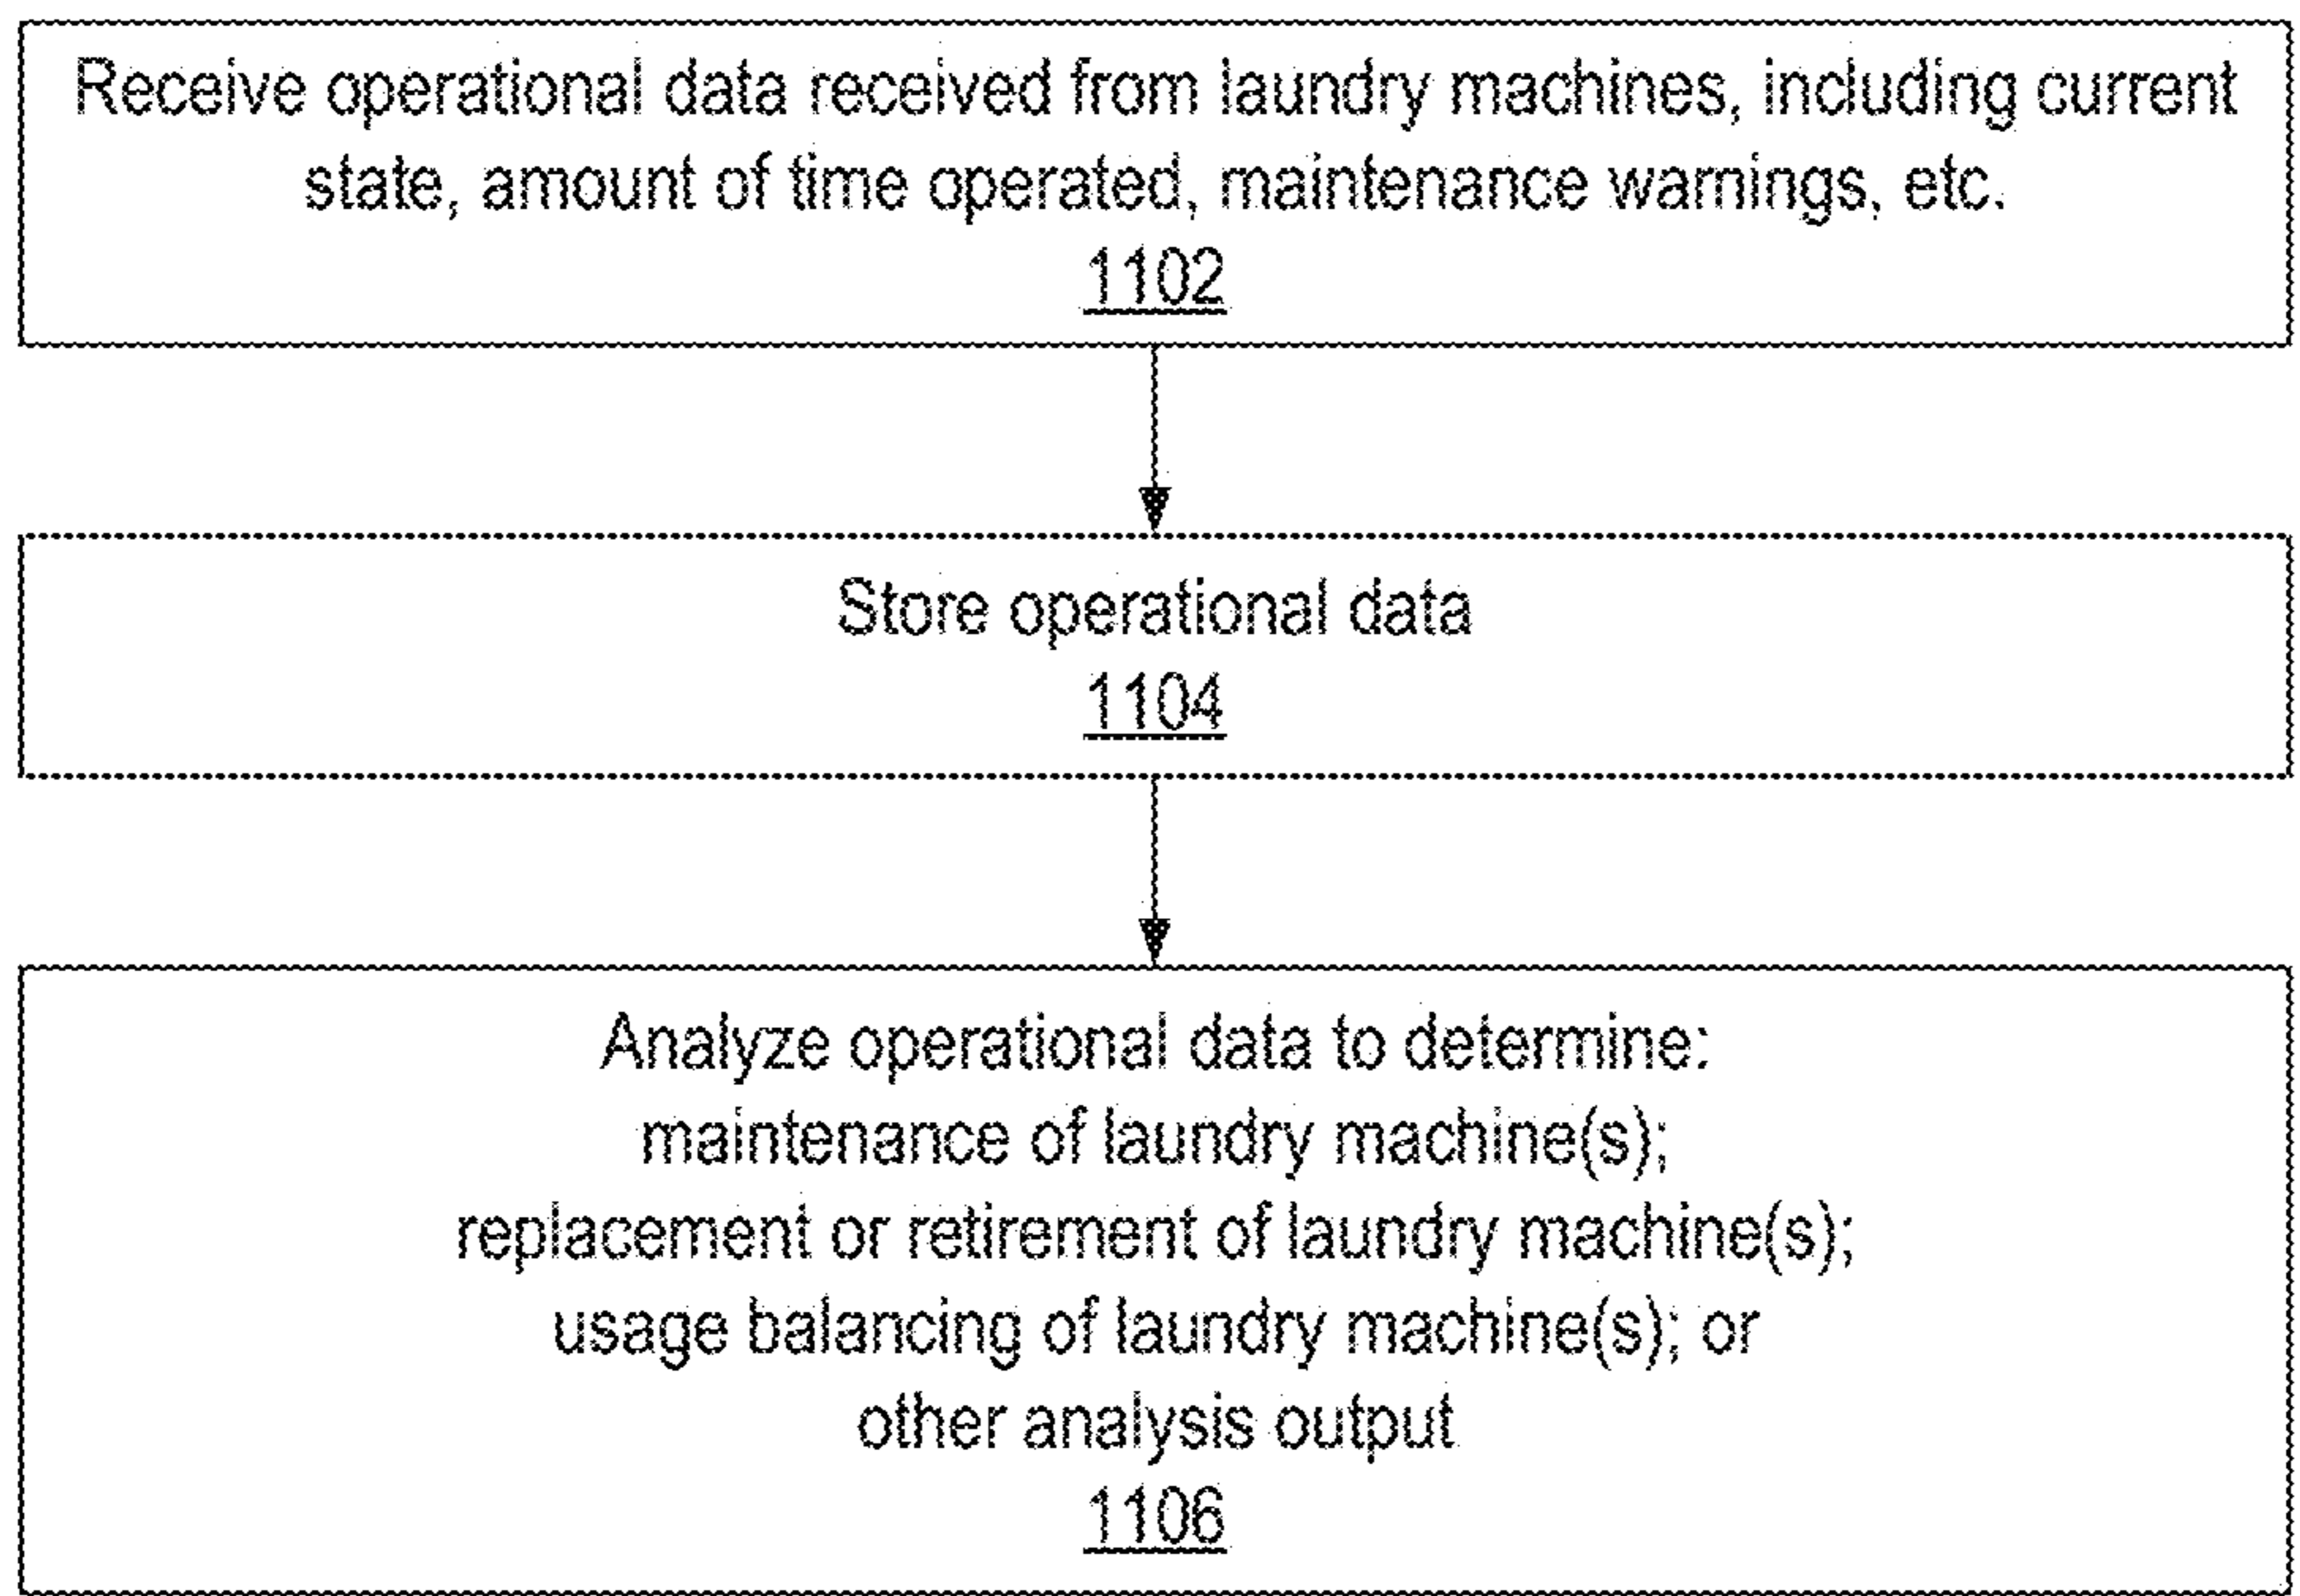 Receive operational data received from laundry machines, including current
state, amount of time operated, maintenance warnings, etc.
1102
Store operational data
1104
Analyze operational data to determine:
maintenance of laundry machine(s);
replacement or retirement of laundry machine(s);
usage balancing of laundry machine(s); or
other analysis output
1106